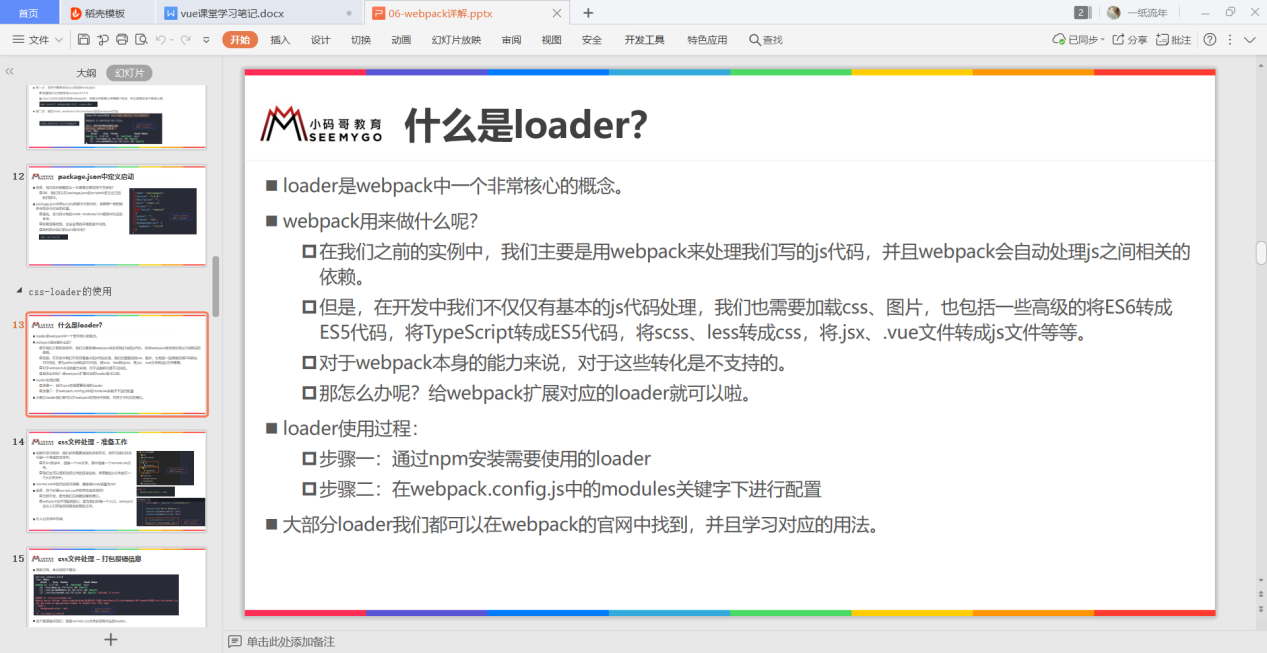 首页
稻壳模板
vue课堂学习笔记.docx
06-webpack详解.pptx
2
一纸流年
文件
开始
插入
设计
切换
动画
幻灯片放映
审阅
视图
安全
开发工具
特色应用
查找
已同步
分享
批注
大纲
幻灯片
12
package.json中定义启动
css-loader的使用
13
什么是loader?
14
css文件处理 - 准备工作
15
css文件处理 – 打包报错信息
小码哥教育
SEEMYGO
什么是loader?
loader是webpack中一个非常核心的概念。
webpack用来做什么呢?
在我们之前的实例中，我们主要是用webpack来处理我们写的js代码，并且webpack会自动处理js之间相关的
依赖。
但是，在开发中我们不仅仅有基本的js代码处理，我们也需要加载css、图片，也包括一些高级的将ES6转成
ES5代码，将TypeScript转成ES5代码，将scss、less转成css，将.jsx、.vue文件转成js文件等等。
对于webpack本身的能力来说，对于这些转化是不支持的。
那怎么办呢？给webpack扩展对应的loader就可以啦。
loader使用过程：
步骤一：通过npm安装需要使用的loader
步骤二：在webpack.config.js中的modules关键字下进行配置
大部分loader我们都可以在webpack的官网中找到，并且学习对应的用法。
单击此处添加备注